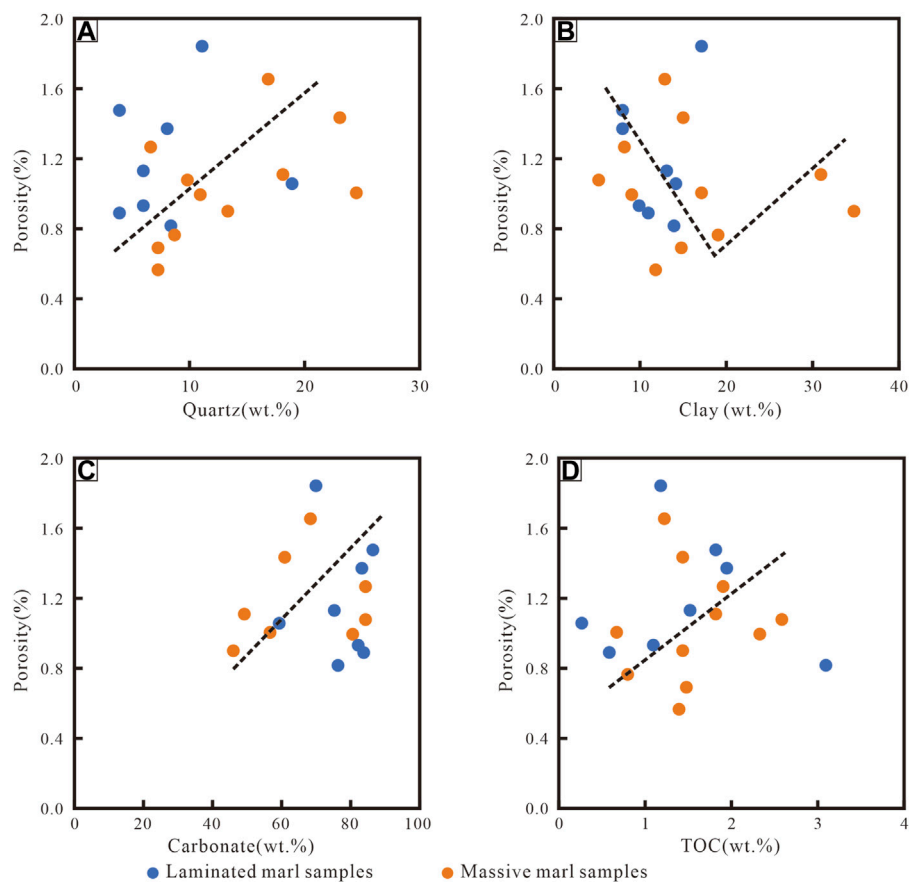 A
2.0
1.6
1.2
0.8
0.4
0.0
Porosity(%)
0 10 20 30
Quartz(wt.%)
B
2.0
1.6
1.2
0.8
0.4
0.0
Porosity(%)
0 10 20 30 40
Clay (wt.%)
C
2.0
1.6
1.2
0.8
0.4
0.0
Porosity(%)
0 20 40 60 80 100
Carbonate(wt.%)
D
2.0
1.6
1.2
0.8
0.4
0.0
Porosity(%)
0 1 2 3 4
TOC(wt.%)
Laminated marl samples
Massive marl samples